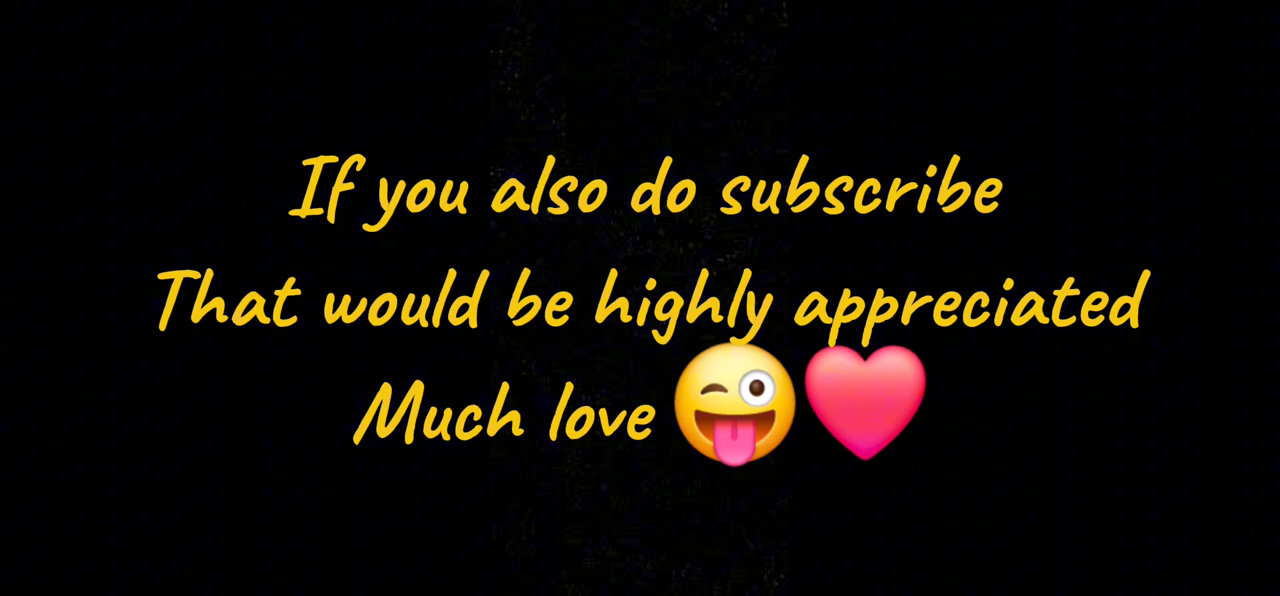 If you also do subscribe
That would be highly appreciated
Much love 😜❤️